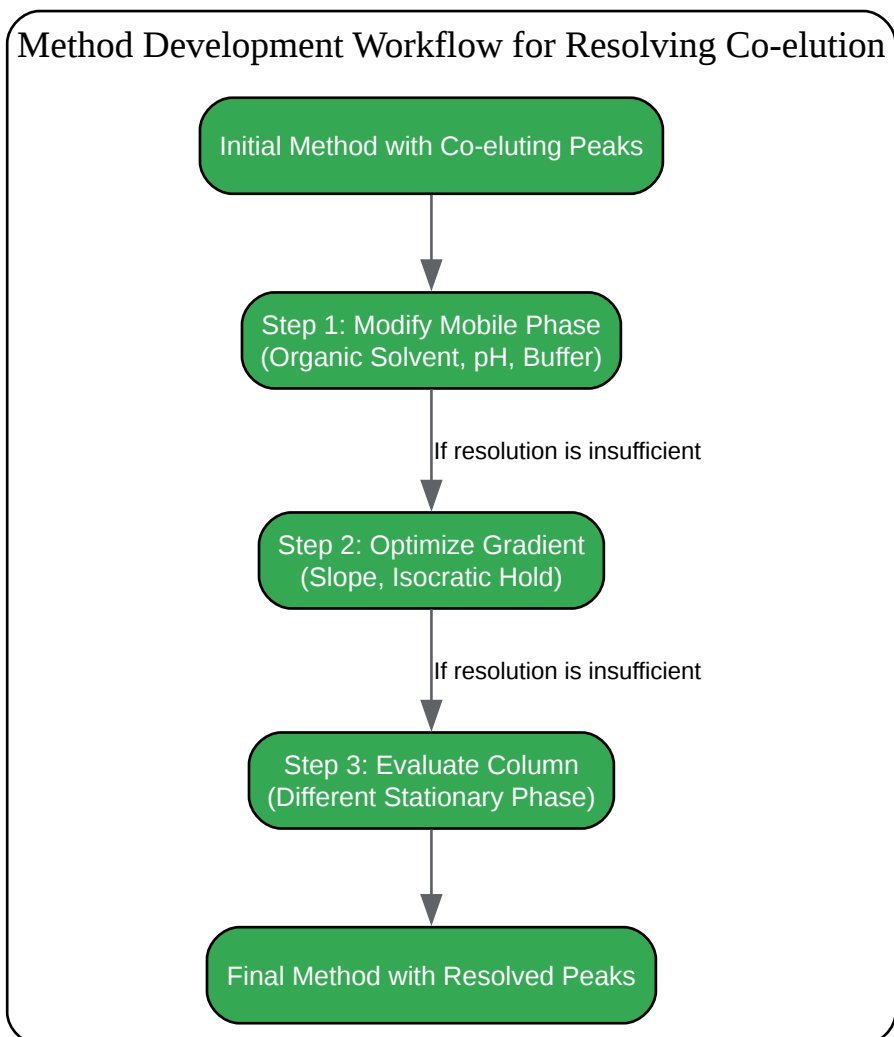 Method Development Workflow for Resolving Co-elution
Initial Method with Co-eluting Peaks
Step 1: Modify Mobile Phase
(Organic Solvent, pH, Buffer)
If resolution is insufficient
Step 2: Optimize Gradient
(Slope, Isocratic Hold)
If resolution is insufficient
Step 3: Evaluate Column
(Different Stationary Phase)
Final Method with Resolved Peaks